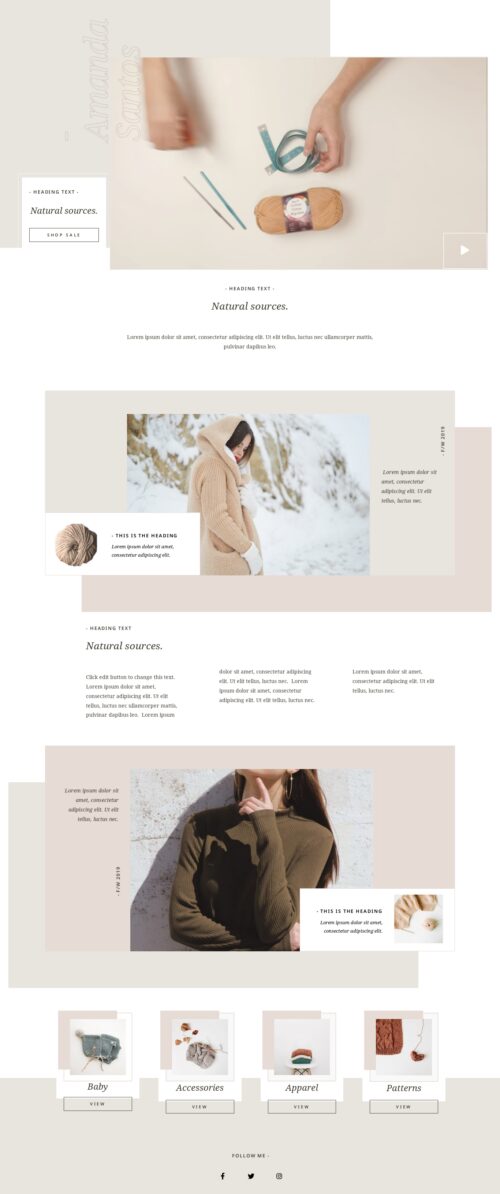 -
Amanda
Santos
- HEADING TEXT -
Natural sources.
SHOP SALE
- HEADING TEXT -
Natural sources.
Lorem ipsum dolor sit amet, consectetur adipiscing elit. Ut elit tellus, luctus nec ullamcorper mattis,
pulvinar dapibus leo.
- F/W 2019
Lorem ipsum dolor sit
amet, consectetur
adipiscing elit. Ut elit
tellus, luctus nec.
- THIS IS THE HEADING
Lorem ipsum dolor sit amet,
consectetur adipiscing elit.
- HEADING TEXT
Natural sources.
Click edit button to change this text.
Lorem ipsum dolor sit amet,
consectetur adipiscing elit. Ut elit
tellus, luctus nec ullamcorper mattis,
pulvinar dapibus leo. Lorem ipsum
dolor sit amet, consectetur adipiscing
elit. Ut elit tellus, luctus nec. Lorem
ipsum dolor sit amet, consectetur
adipiscing elit. Ut elit tellus, luctus nec.
Lorem ipsum dolor sit amet,
consectetur adipiscing elit. Ut elit
tellus, luctus nec.
Lorem ipsum dolor sit
amet, consectetur
adipiscing elit. Ut elit
tellus, luctus nec.
- F/W 2019
- THIS IS THE HEADING
Lorem ipsum dolor sit amet,
consectetur adipiscing elit.
Baby
VIEW
Accessories
VIEW
Apparel
VIEW
Patterns
VIEW
FOLLOW ME -